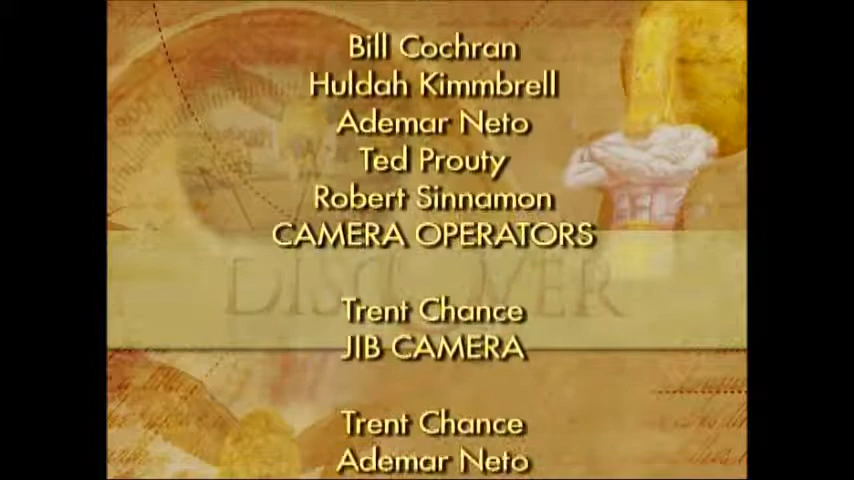 Bill Cochran
Huldah Kimmbrell
Ademar Neto
Ted Prouty
Robert Sinnamon
CAMERA OPERATORS
DISCOVER
Trent Chance
JIB CAMERA
Trent Chance
Ademar Neto